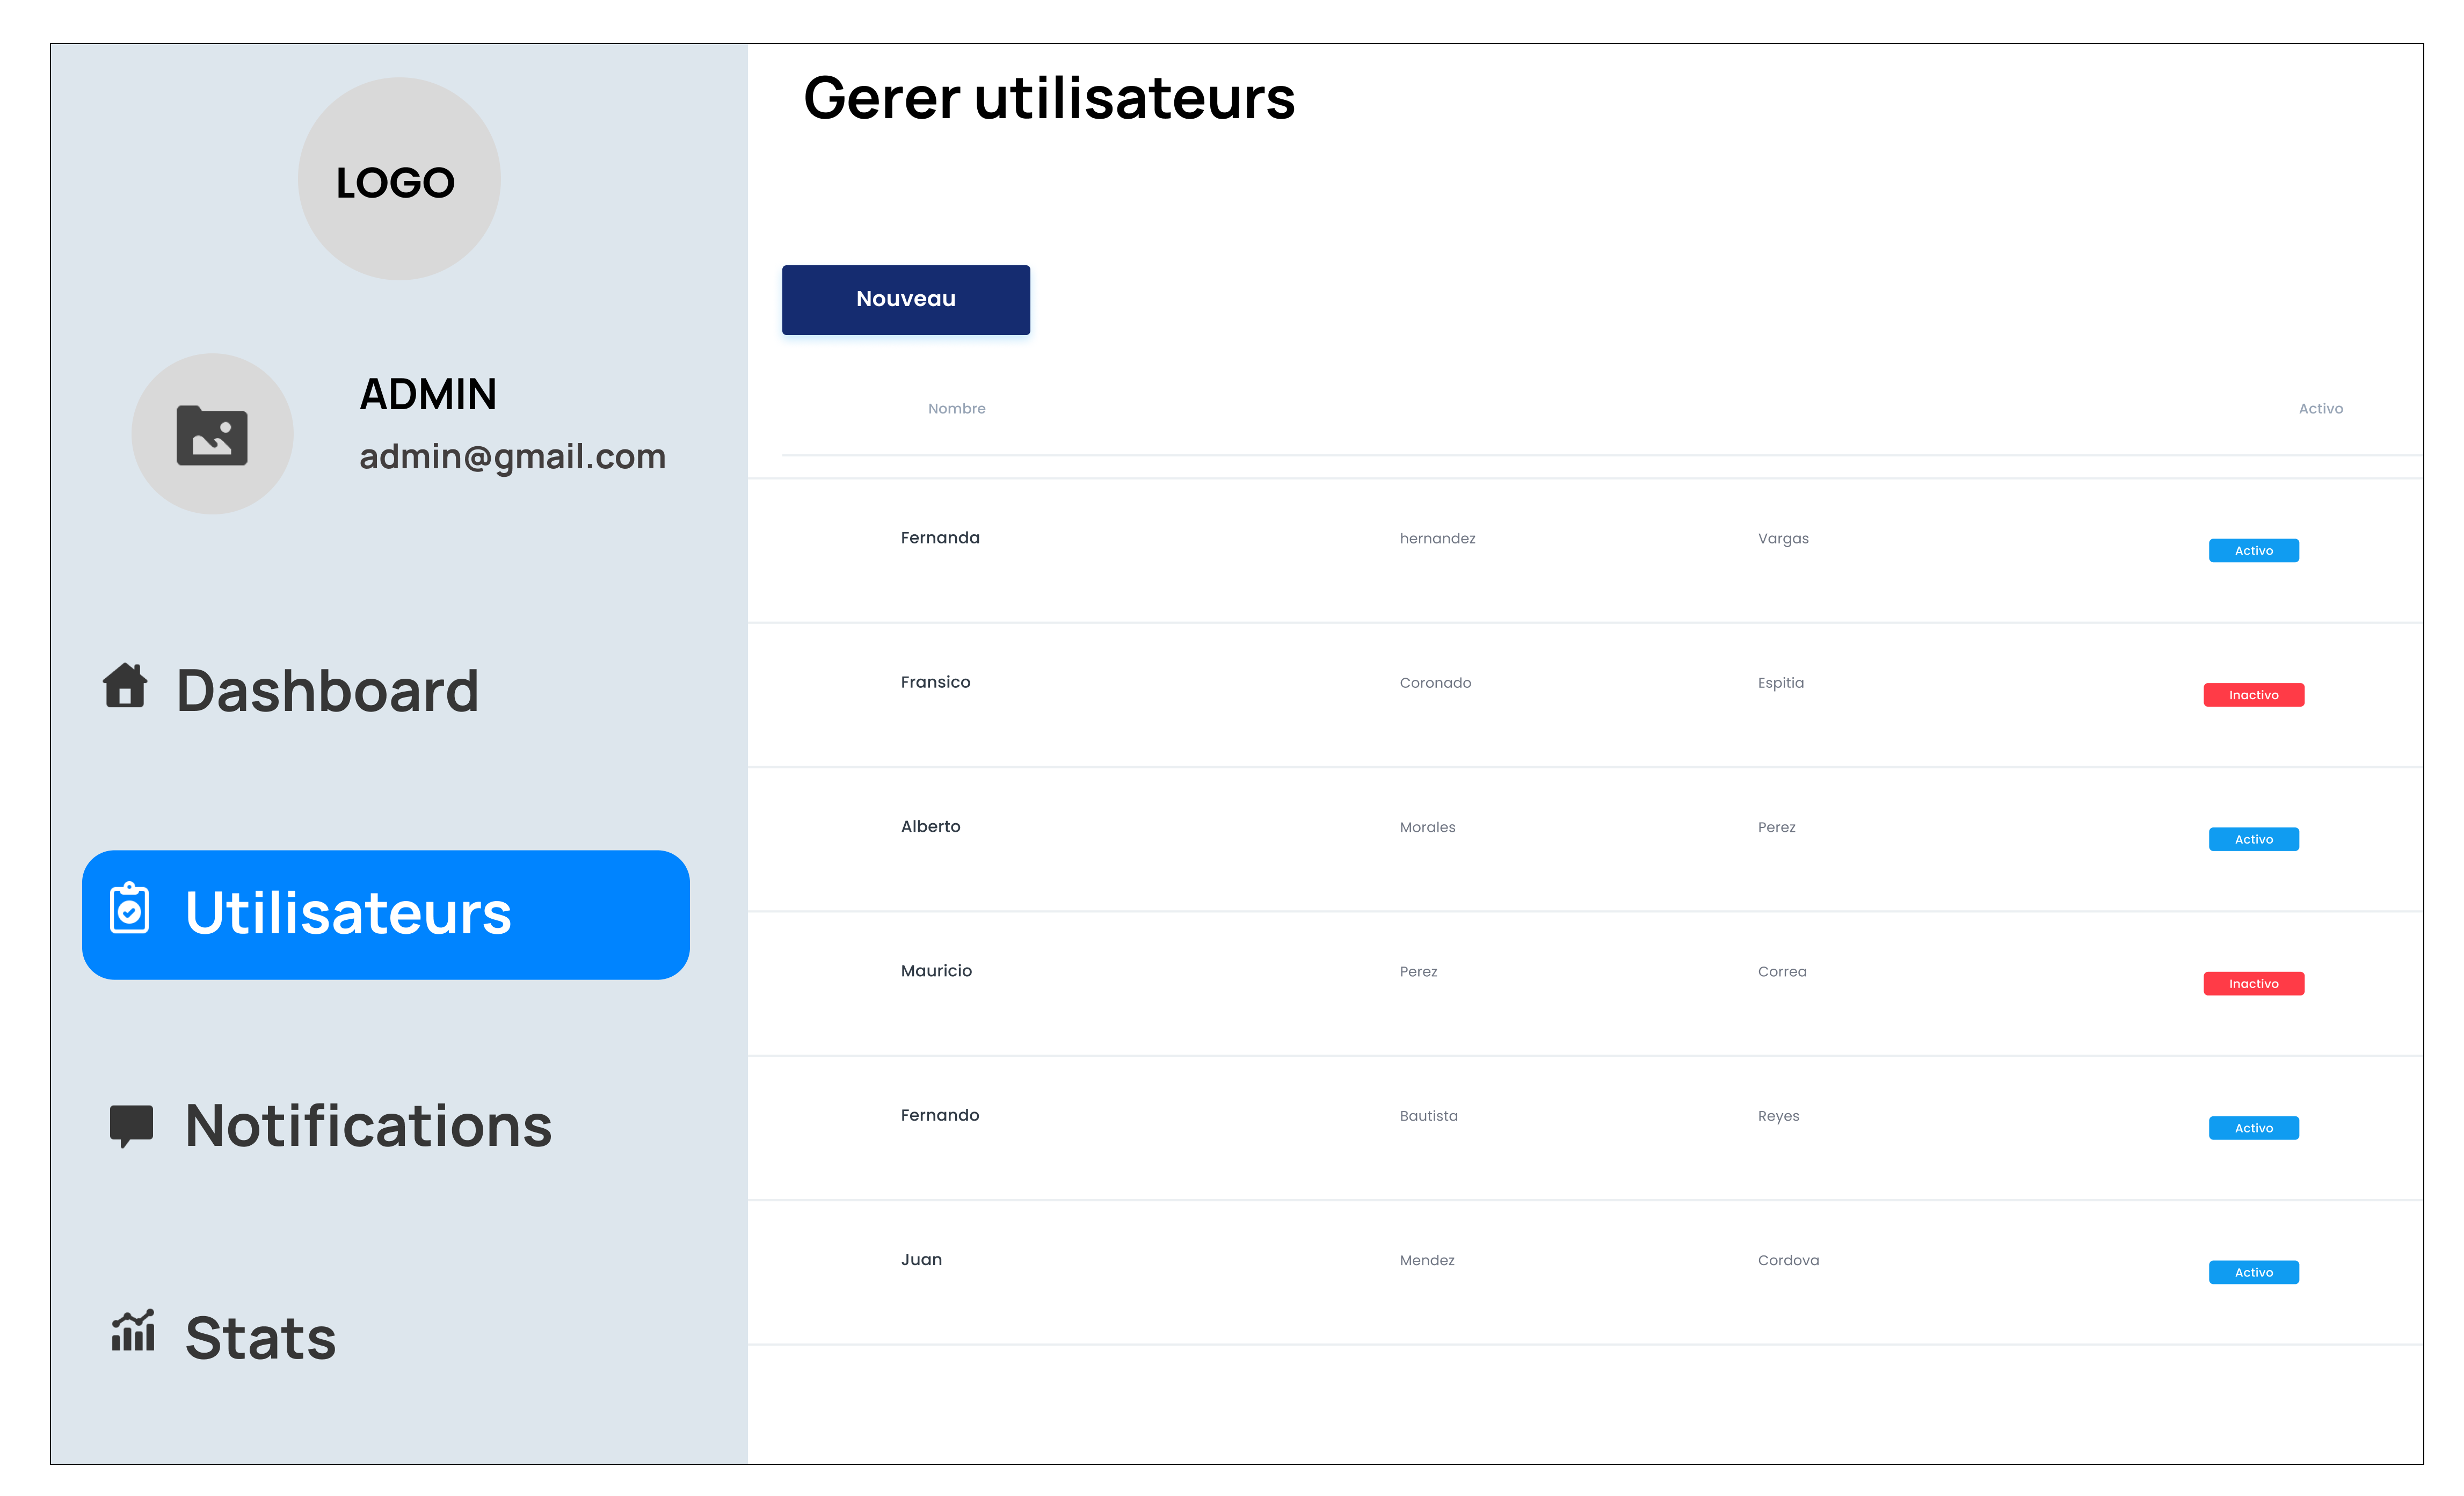 LOGO
ADMIN
admin@gmail.com
Dashboard
Utilisateurs
Notifications
Stats
Gerer utilisateurs
Nouveau
Nombre Activo
Fernanda hernandez Vargas Activo
Fransico Coronado Espitia Inactivo
Alberto Morales Perez Activo
Mauricio Perez Correa Inactivo
Fernando Bautista Reyes Activo
Juan Mendez Cordova Activo